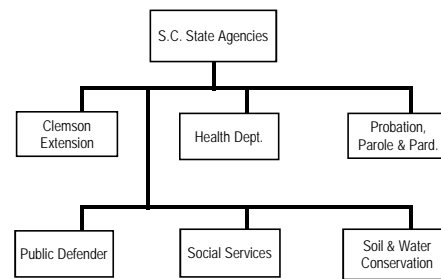 S.C. State Agencies
Clemson
Extension
Health Dept.
Probation,
Parole & Pard.
Public Defender
Social Services
Soil & Water
Conservation